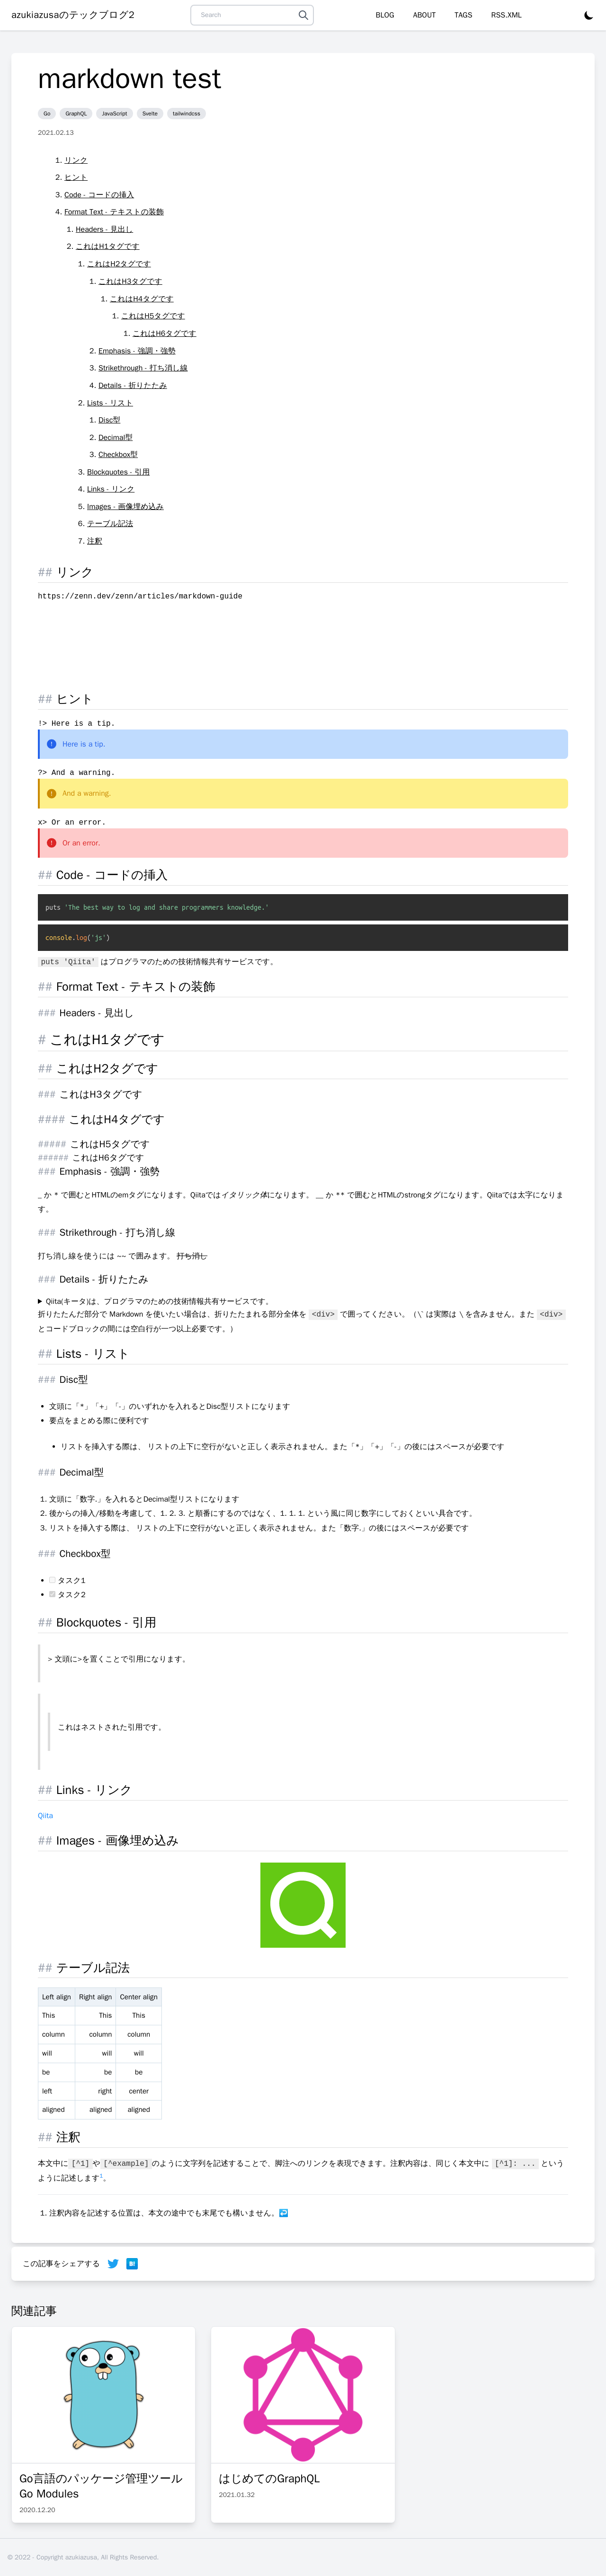 azukiazusaのテックブログ2
Search
BLOG
ABOUT
TAGS
RSS.XML
markdown test
Go
GraphQL
JavaScript
Svelte
tailwindcss
2021.02.13
1. リンク
2. ヒント
3. Code - コードの挿入
4. Format Text - テキストの装飾
1. Headers - 見出し
2. これはH1タグです
1. これはH2タグです
1. これはH3タグです
1. これはH4タグです
1. これはH5タグです
1. これはH6タグです
2. Emphasis - 強調・強勢
3. Strikethrough - 打ち消し線
4. Details - 折りたたみ
2. Lists - リスト
1. Disc型
2. Decimal型
3. Checkbox型
3. Blockquotes - 引用
4. Links - リンク
5. Images - 画像埋め込み
6. テーブル記法
7. 注釈
## リンク
https://zenn.dev/zenn/articles/markdown-guide
## ヒント
!> Here is a tip.
Here is a tip.
?> And a warning.
And a warning.
x> Or an error.
Or an error.
## Code - コードの挿入
puts 'The best way to log and share programmers knowledge.'
console.log('js')
puts 'Qiita' はプログラマのための技術情報共有サービスです。
## Format Text - テキストの装飾
### Headers - 見出し
# これはH1タグです
## これはH2タグです
### これはH3タグです
#### これはH4タグです
##### これはH5タグです
###### これはH6タグです
### Emphasis - 強調・強勢
_ か * で囲むとHTMLのemタグになります。Qiitaではイタリック体になります。 __ か ** で囲むとHTMLのstrongタグになります。Qiitaでは太字になりま
す。
### Strikethrough - 打ち消し線
打ち消し線を使うには ~~ で囲みます。 打ち消し
### Details - 折りたたみ
▶ Qiita(キータ)は、プログラマのための技術情報共有サービスです。
折りたたんだ部分で Markdown を使いたい場合は、折りたたまれる部分全体を <div> で囲ってください。（\` は実際は \ を含みません。また <div>
とコードブロックの間には空白行が一つ以上必要です。）
## Lists - リスト
### Disc型
• 文頭に「*」「+」「-」のいずれかを入れるとDisc型リストになります
• 要点をまとめる際に便利です
• リストを挿入する際は、 リストの上下に空行がないと正しく表示されません。また「*」「+」「-」の後にはスペースが必要です
### Decimal型
1. 文頭に「数字.」を入れるとDecimal型リストになります
2. 後からの挿入/移動を考慮して、1. 2. 3. と順番にするのではなく、1. 1. 1. という風に同じ数字にしておくといい具合です。
3. リストを挿入する際は、 リストの上下に空行がないと正しく表示されません。また「数字.」の後にはスペースが必要です
### Checkbox型
• タスク1
• タスク2
## Blockquotes - 引用
> 文頭に>を置くことで引用になります。
これはネストされた引用です。
## Links - リンク
Qiita
## Images - 画像埋め込み
## テーブル記法
Left align Right align Center align
This This This
column column column
will will will
be be be
left right center
aligned aligned aligned
## 注釈
本文中に [^1] や [^example] のように文字列を記述することで、脚注へのリンクを表現できます。注釈内容は、同じく本文中に [^1]: ... という
ように記述します1。
1. 注釈内容を記述する位置は、本文の途中でも末尾でも構いません。↩
この記事をシェアする
B!
関連記事
Go言語のパッケージ管理ツール
Go Modules
2020.12.20
はじめてのGraphQL
2021.01.32
© 2022 - Copyright azukiazusa. All Rights Reserved.